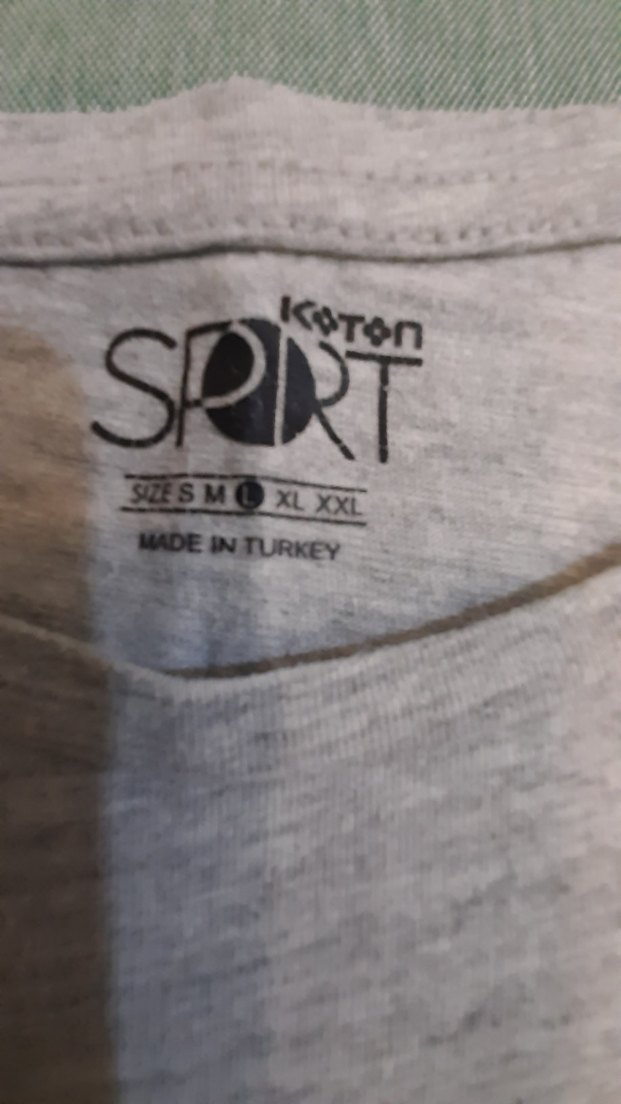 KOTON
SPORT
SIZE S M L XL XXL
MADE IN TURKEY